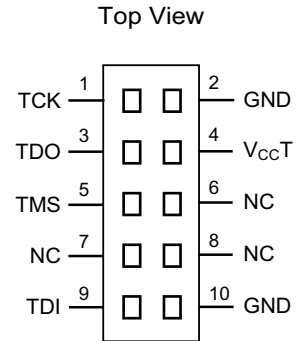 Top View
TCK 1 2 GND
TDO 3 4 VCCT
TMS 5 6 NC
NC 7 8 NC
TDI 9 10 GND